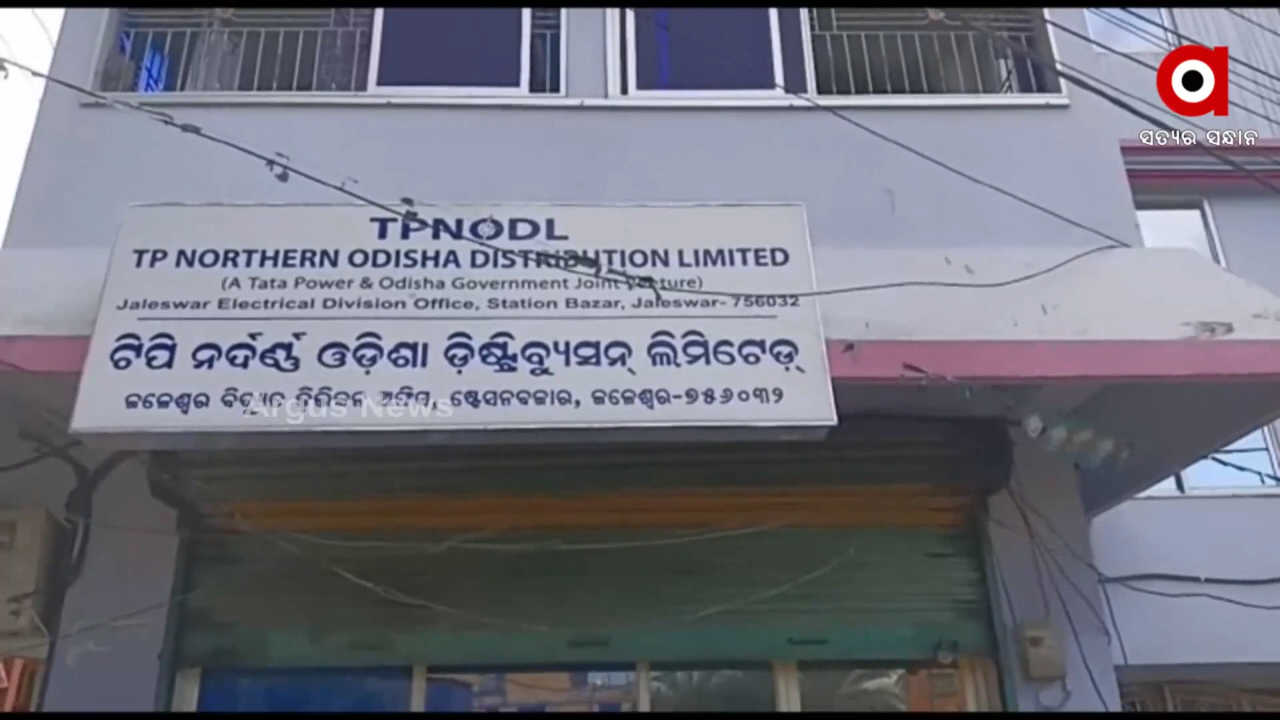 ସତ୍ୟର ସନ୍ଧାନ
TPNODL
TP NORTHERN ODISHA DISTRIBUTION LIMITED
(A Tata Power & Odisha Government Joint Venture)
Jaleswar Electrical Division Office, Station Bazar, Jaleswar- 756032
ଟିପି ନର୍ଦର୍ଣ୍ଣ ଓଡ଼ିଶା ଡ଼ିଷ୍ଟ୍ରିବ୍ୟୁସନ୍ ଲିମିଟେଡ଼୍
ଜଳେଶ୍ୱର ବିଦ୍ୟୁତ ଡ଼ିଭିଜନ ଅଫିସ, ଷ୍ଟେସନବଜାର, ଜଳେଶ୍ୱର-୭୫୬୦୩୨
Argus News